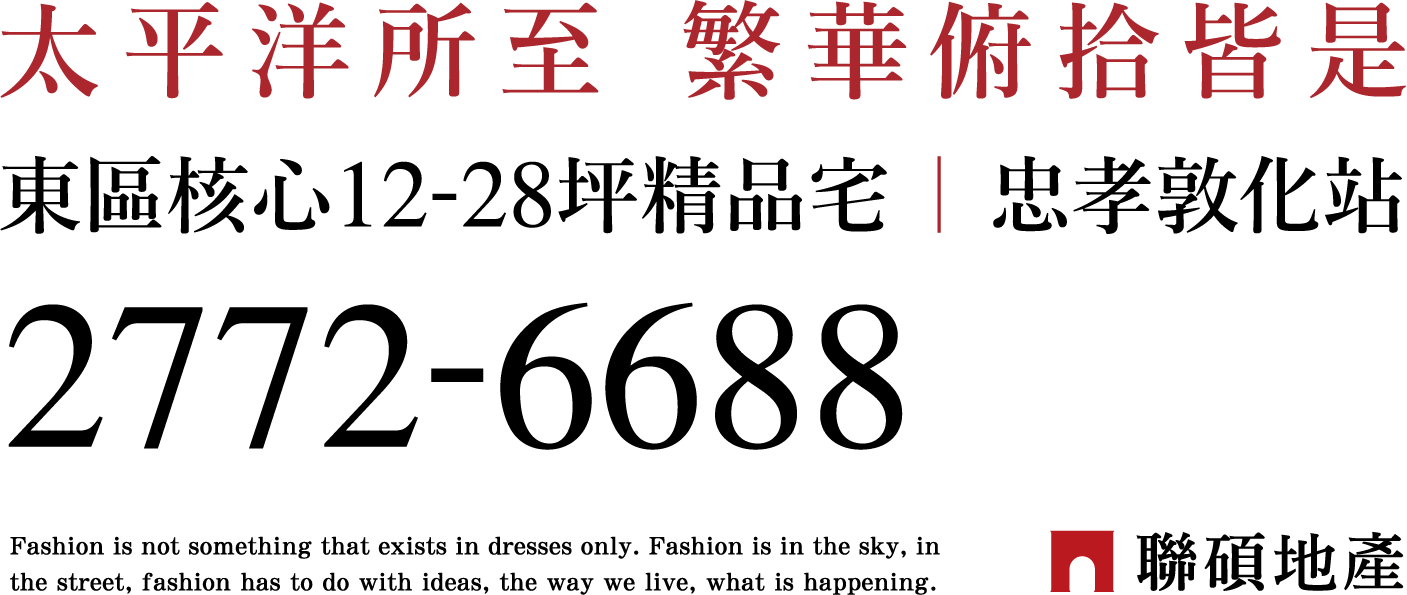 太平洋所至 繁華俯拾皆是
東區核心12-28坪精品宅｜忠孝敦化站
2772-6688
Fashion is not something that exists in dresses only. Fashion is in the sky, in
the street, fashion has to do with ideas, the way we live, what is happening.
聯碩地產